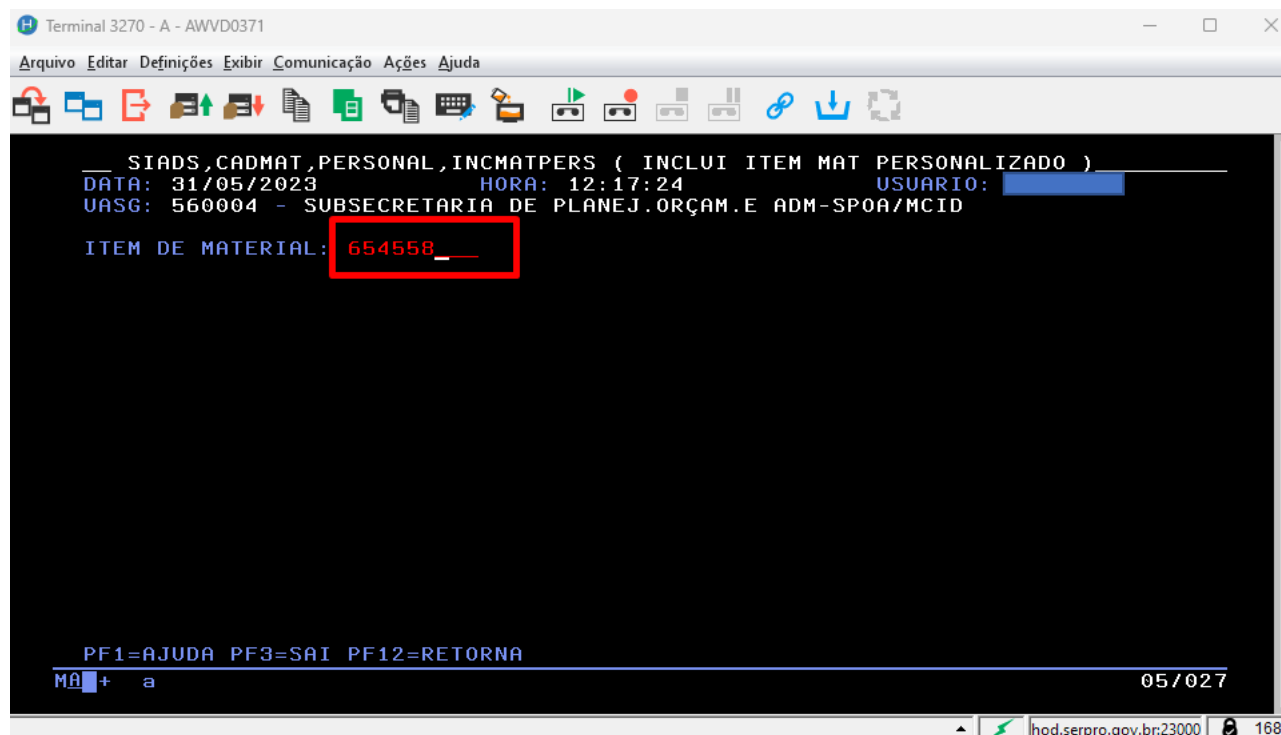 Terminal 3270 - A - AWVD0371
Arquivo Editar Definições Exibir Comunicação Ações Ajuda
__ SIADS,CADMAT,PERSONAL,INCMATPERS ( INCLUI ITEM MAT PERSONALIZADO )_________
DATA: 31/05/2023 HORA: 12:17:24 USUARIO:
UASG: 560004 - SUBSECRETARIA DE PLANEJ.ORÇAM.E ADM-SPOA/MCID
ITEM DE MATERIAL: 654558___
PF1=AJUDA PF3=SAI PF12=RETORNA
MA + a 05/027
hod.serpro.gov.br:23000 168